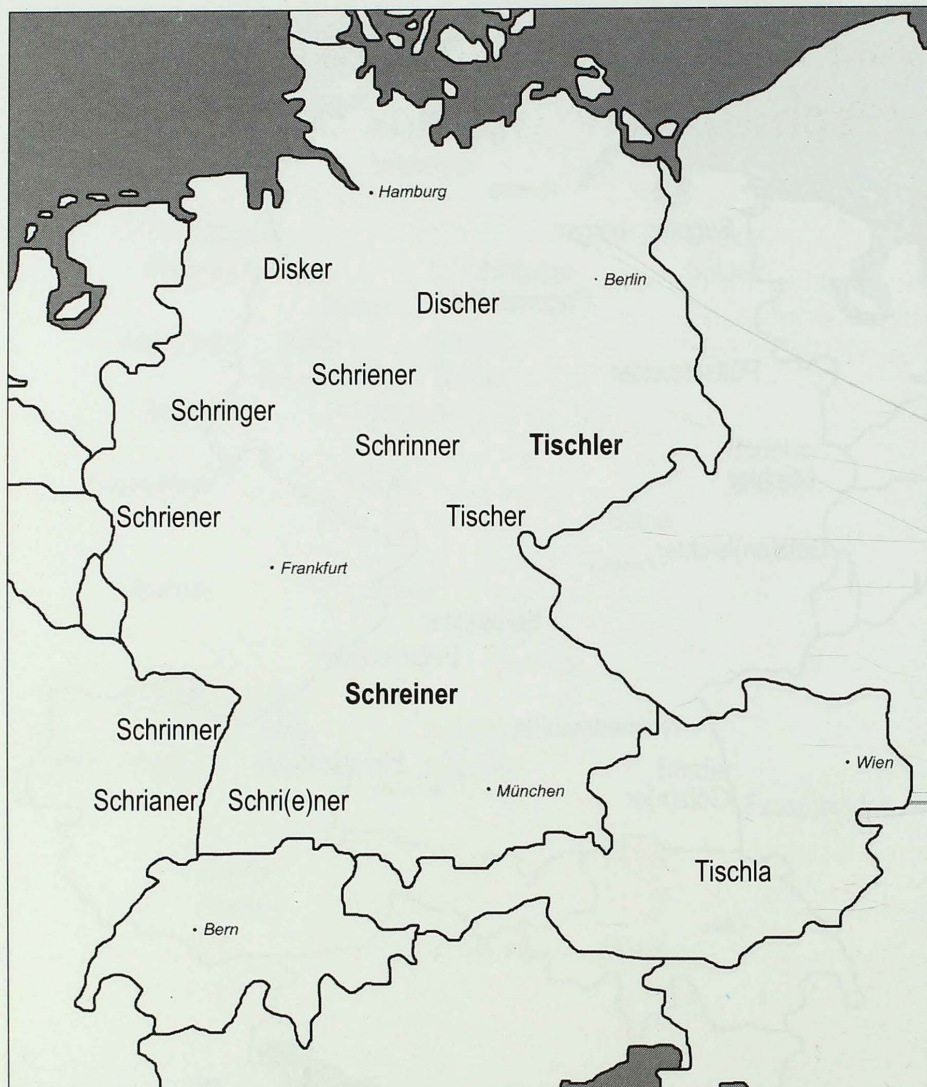 Hamburg
Disker
Berlin
Discher
Schriener
Schringer
Schrinner
Tischler
Schriener
Tischer
Frankfurt
Schreiner
Schrinner
Wien
Schrianer
Schri(e)ner
München
Tischla
Bern